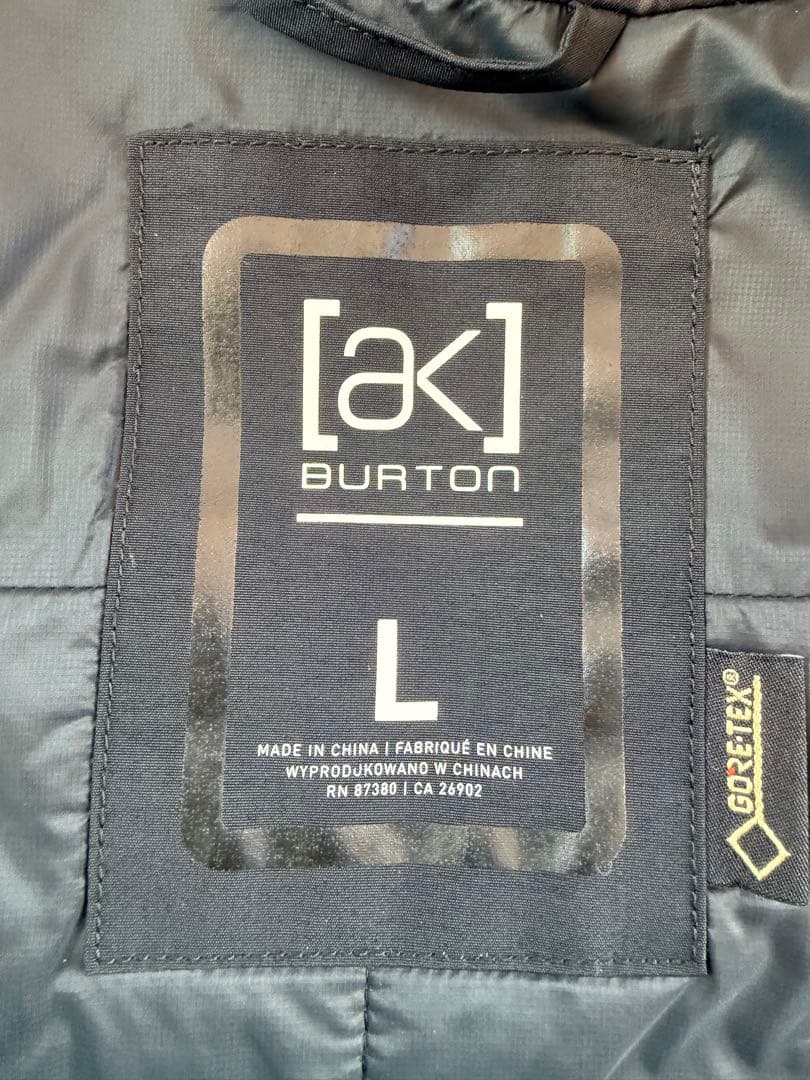 [ak]
BURTON
L
MADE IN CHINA | FABRIQUÉ EN CHINE
WYPRODUKOWANO W CHINACH
RN 87380 | CA 26902
GORE-TEX®